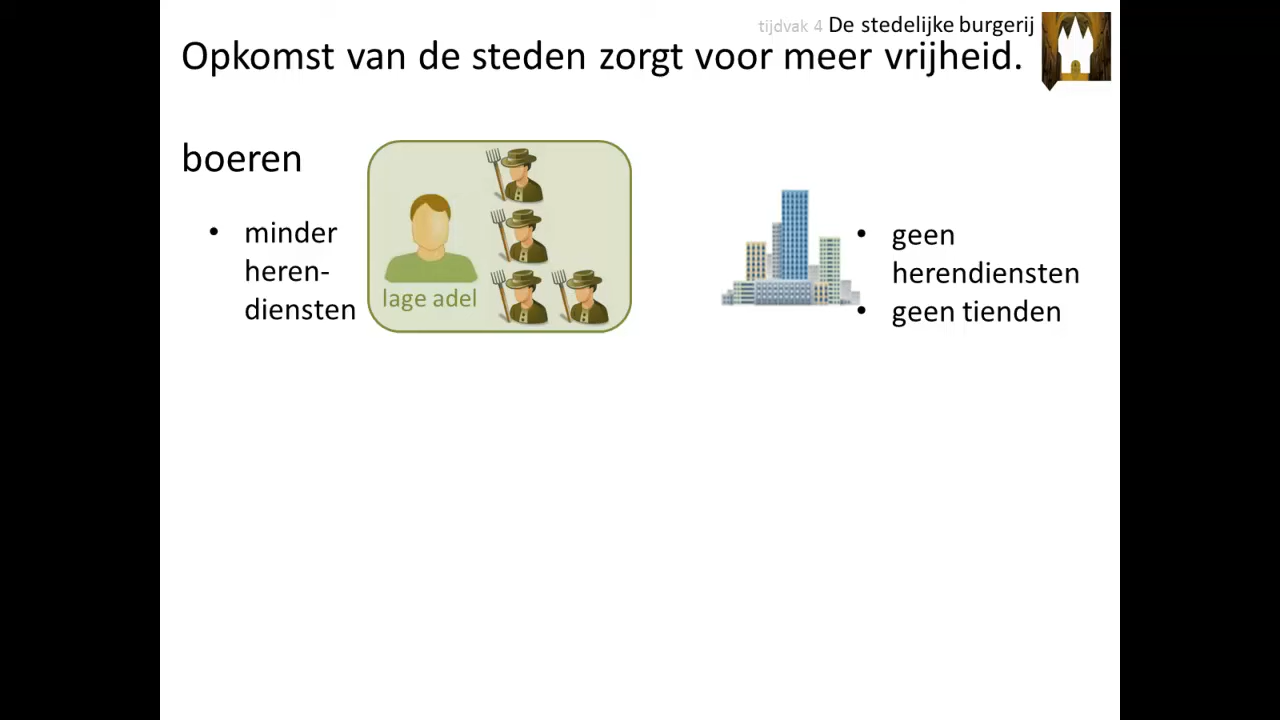 tijdvak 4 De stedelijke burgerij
Opkomst van de steden zorgt voor meer vrijheid.
boeren
• minder
heren-
diensten
lage adel
• geen
herendiensten
• geen tienden